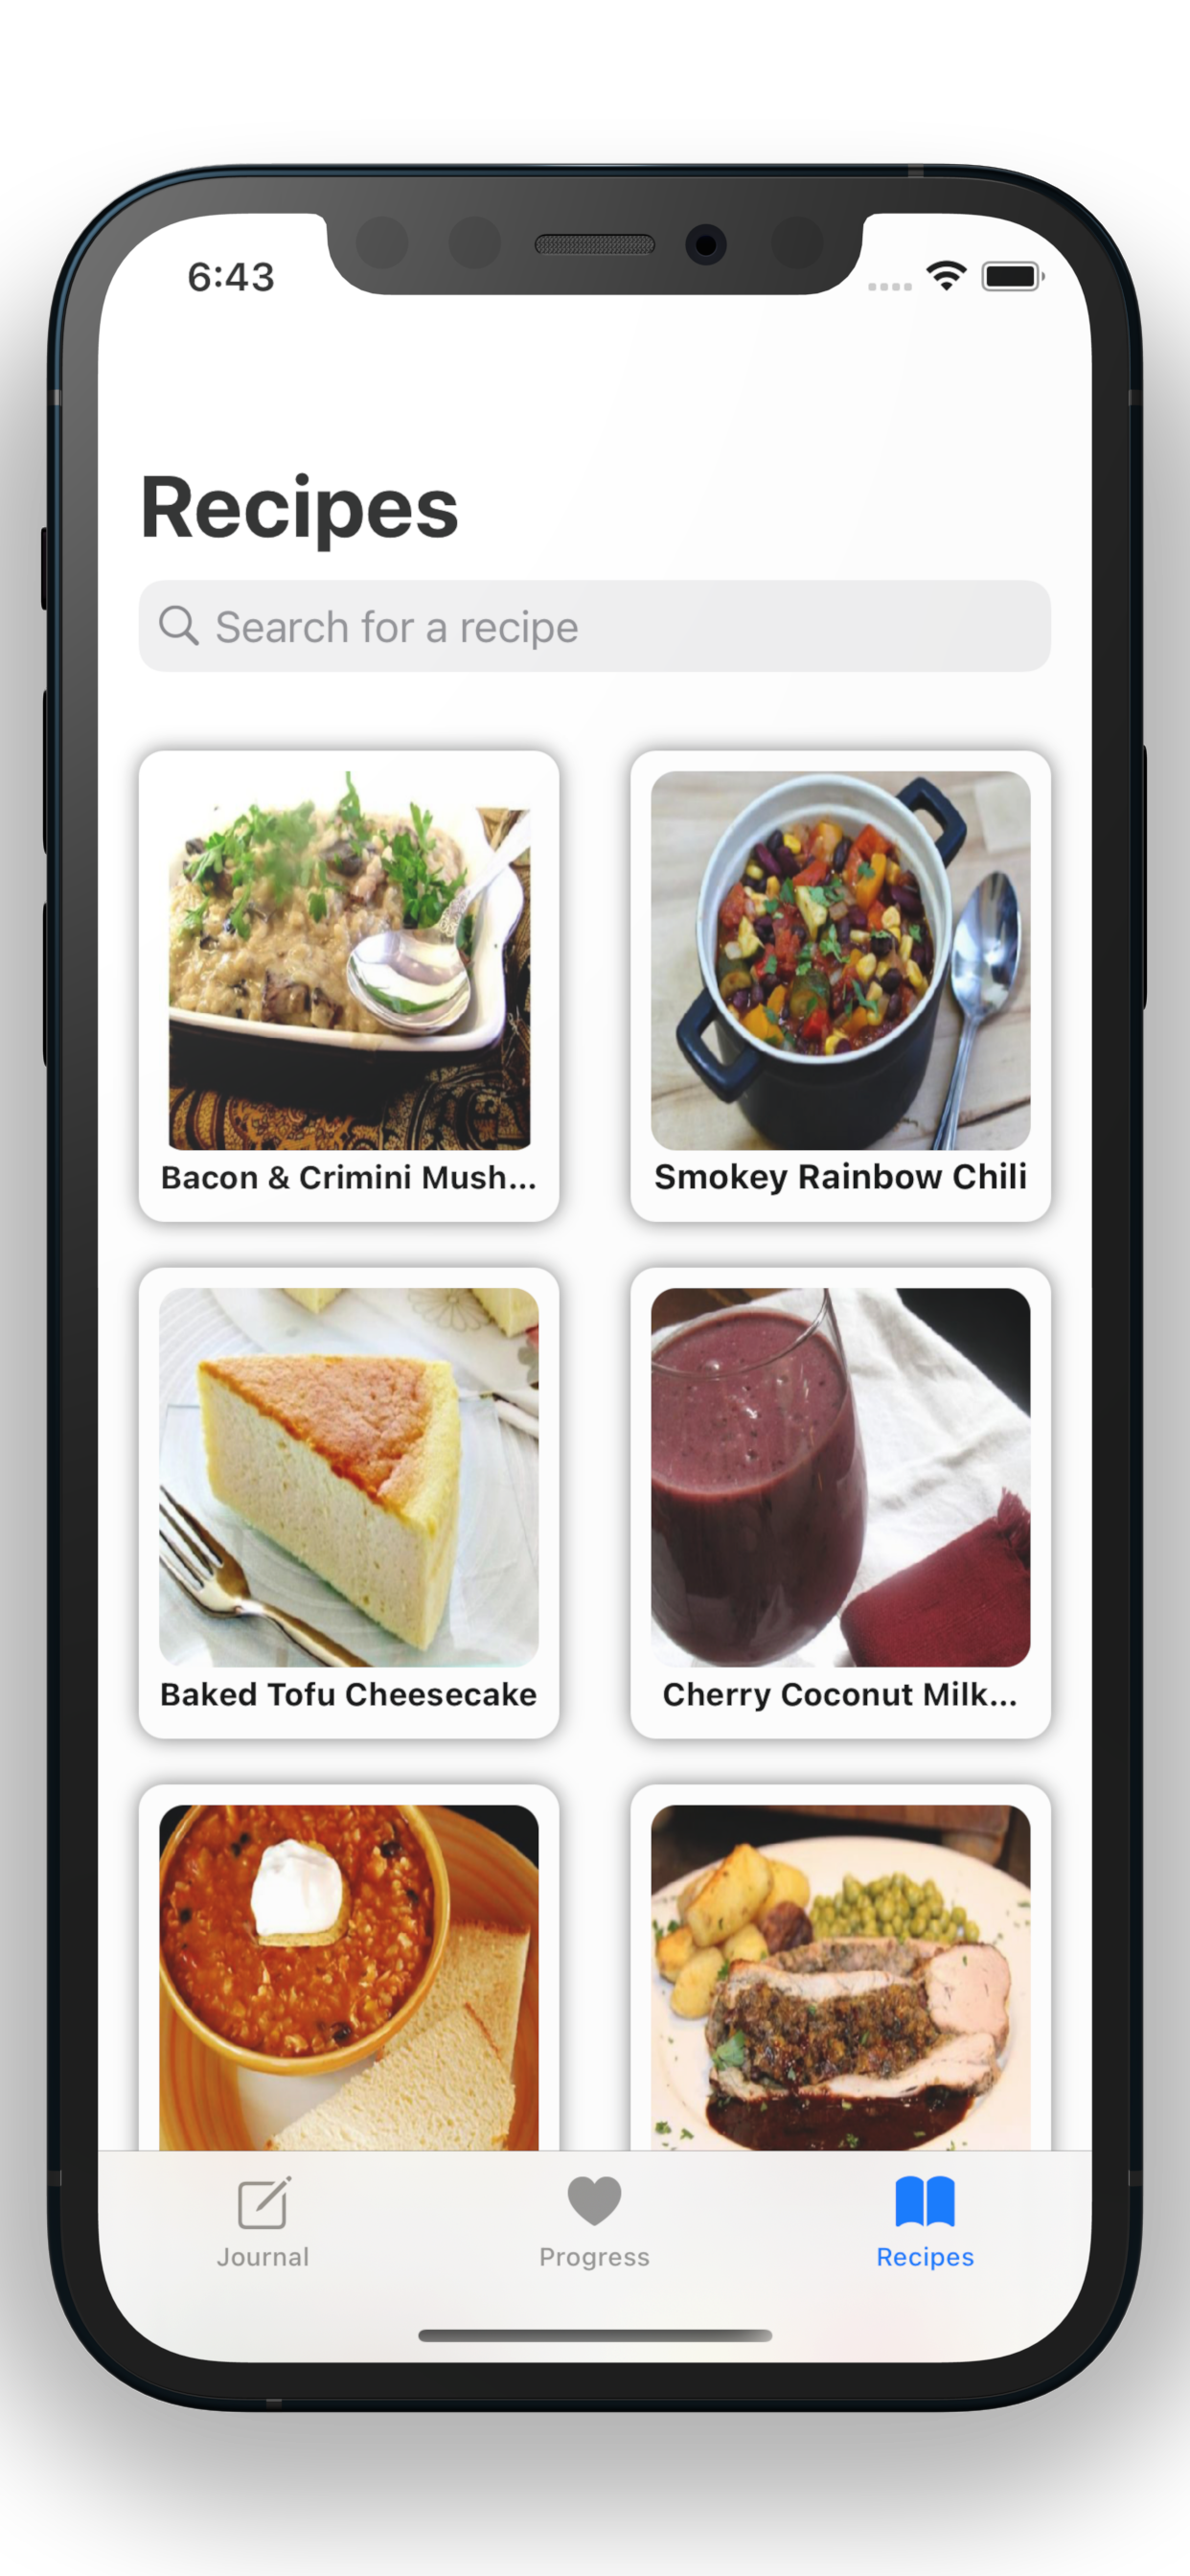 6:43
Recipes
Search for a recipe
Bacon & Crimini Mush...
Smokey Rainbow Chili
Baked Tofu Cheesecake
Cherry Coconut Milk...
Journal
Progress
Recipes